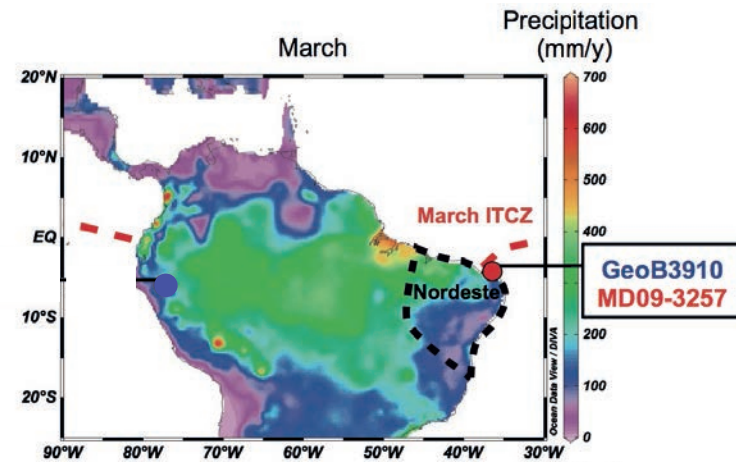 March
Precipitation
(mm/y)
20°N
10°N
EQ
10°S
20°S
90°W
80°W
70°W
60°W
50°W
40°W
30°W
March ITCZ
Nordeste
GeoB3910
MD09-3257
700
600
500
400
300
200
100
0
Ocean Data View / DIVA